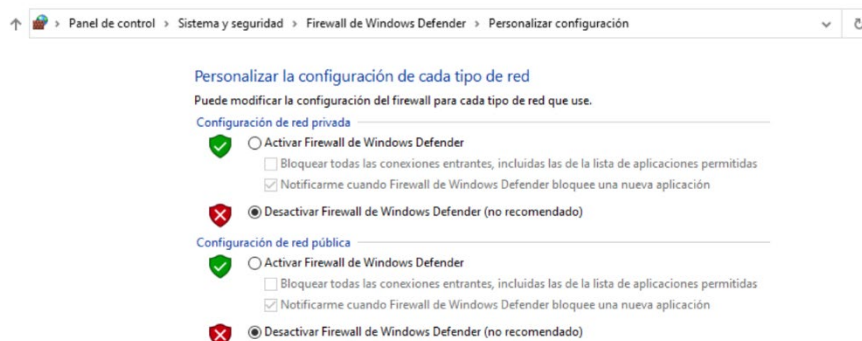 Panel de control > Sistema y seguridad > Firewall de Windows Defender > Personalizar configuración
Personalizar la configuración de cada tipo de red
Puede modificar la configuración del firewall para cada tipo de red que use.
Configuración de red privada
Activar Firewall de Windows Defender
Bloquear todas las conexiones entrantes, incluidas las de la lista de aplicaciones permitidas
Notificarme cuando Firewall de Windows Defender bloquee una nueva aplicación
Desactivar Firewall de Windows Defender (no recomendado)
Configuración de red pública
Activar Firewall de Windows Defender
Bloquear todas las conexiones entrantes, incluidas las de la lista de aplicaciones permitidas
Notificarme cuando Firewall de Windows Defender bloquee una nueva aplicación
Desactivar Firewall de Windows Defender (no recomendado)